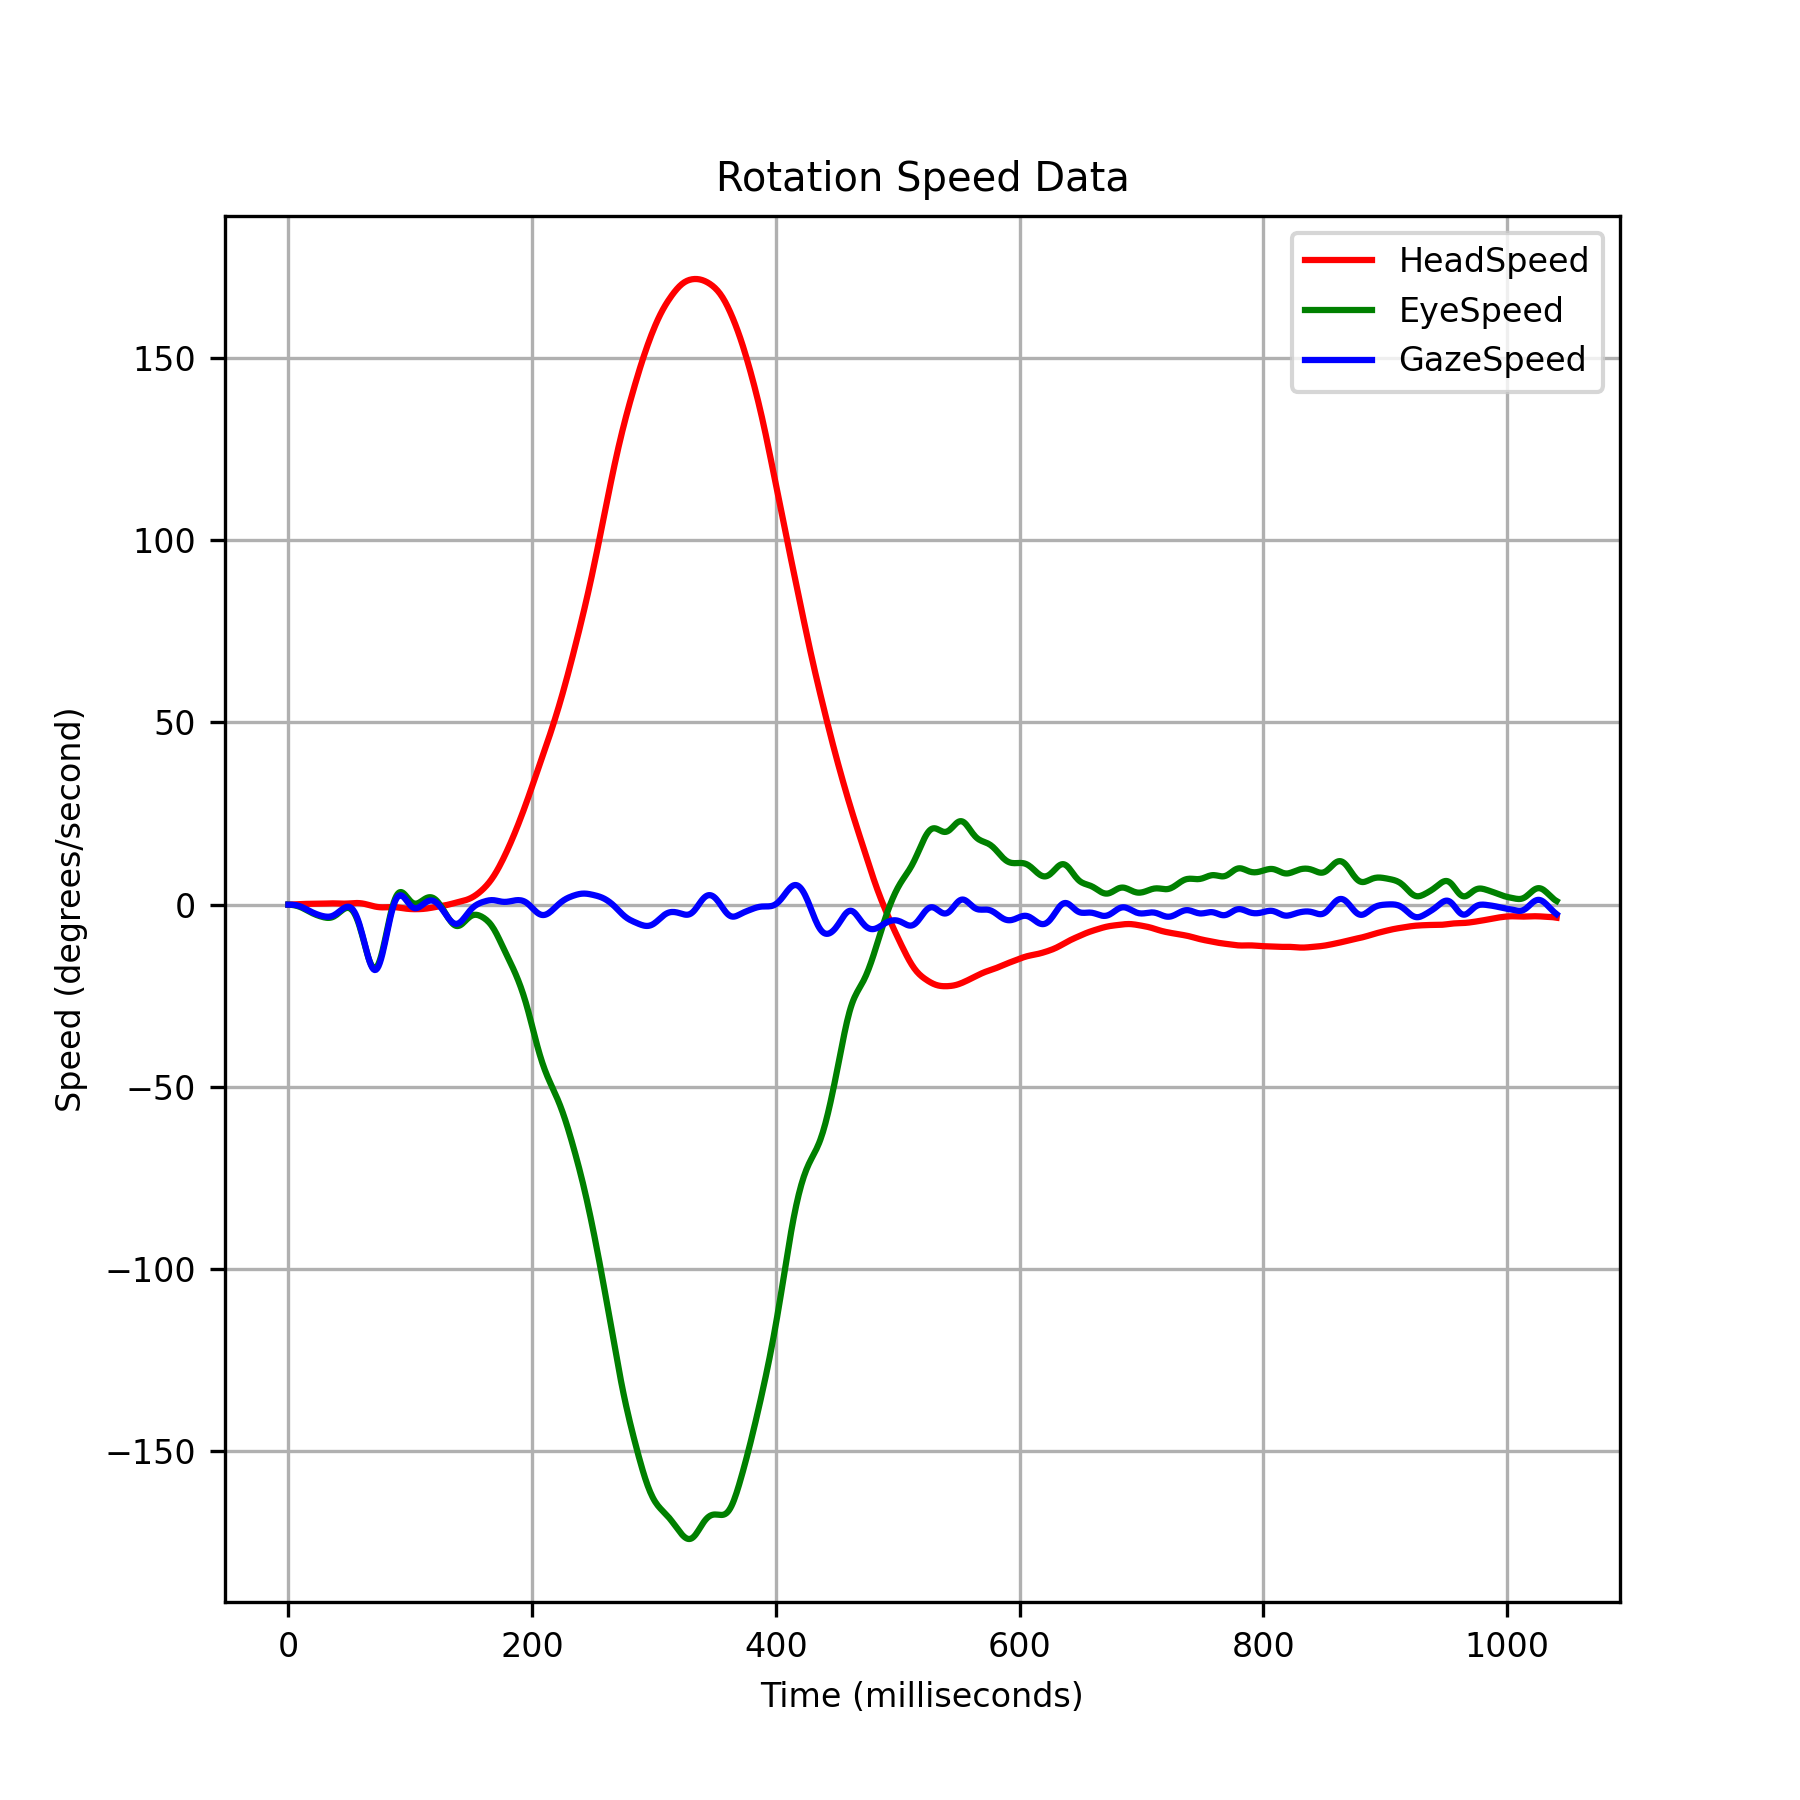 Rotation Speed Data
HeadSpeed
EyeSpeed
GazeSpeed
150
100
50
0
−50
−100
−150
Speed (degrees/second)
0 200 400 600 800 1000
Time (milliseconds)